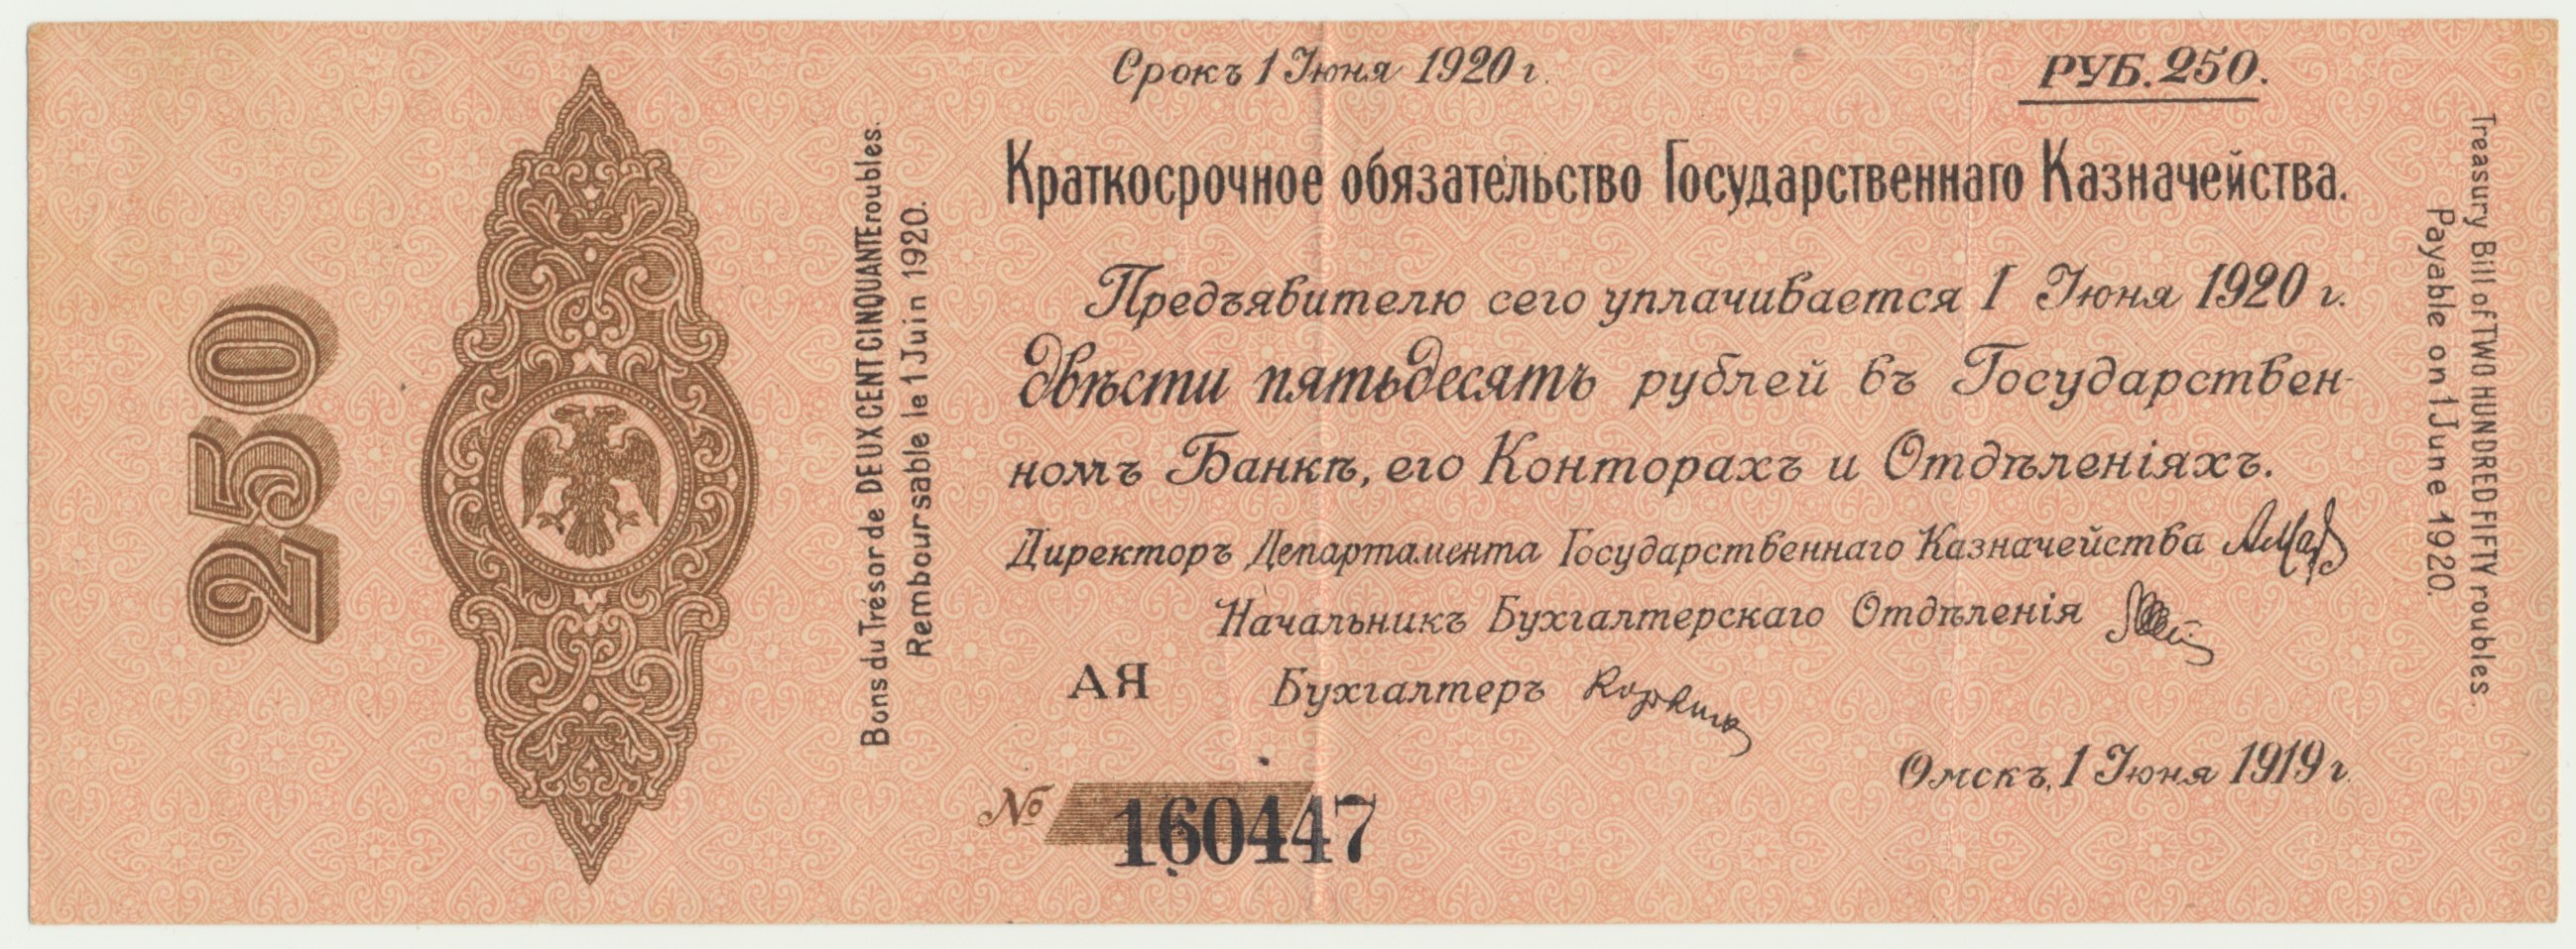 250
Bons du Trésor de DEUX CENT CINQUANTE roubles.
Remboursable le 1 Juin 1920.
Срокъ 1 Іюня 1920 г.
РУБ. 250.
Краткосрочное обязательство Государственнаго Казначейства.
Предъявителю сего уплачивается 1 Іюня 1920 г.
двѣсти пятьдесятъ рублей въ Государствен-
номъ Банкѣ, его Конторахъ и Отдѣленіяхъ.
Директоръ Департамента Государственнаго Казначейства
Начальникъ Бухгалтерскаго Отдѣленія
АЯ Бухгалтеръ
Омскъ, 1 Іюня 1919 г.
№ 160447
Treasury Bill of TWO HUNDRED FIFTY roubles.
Payable on 1 June 1920.